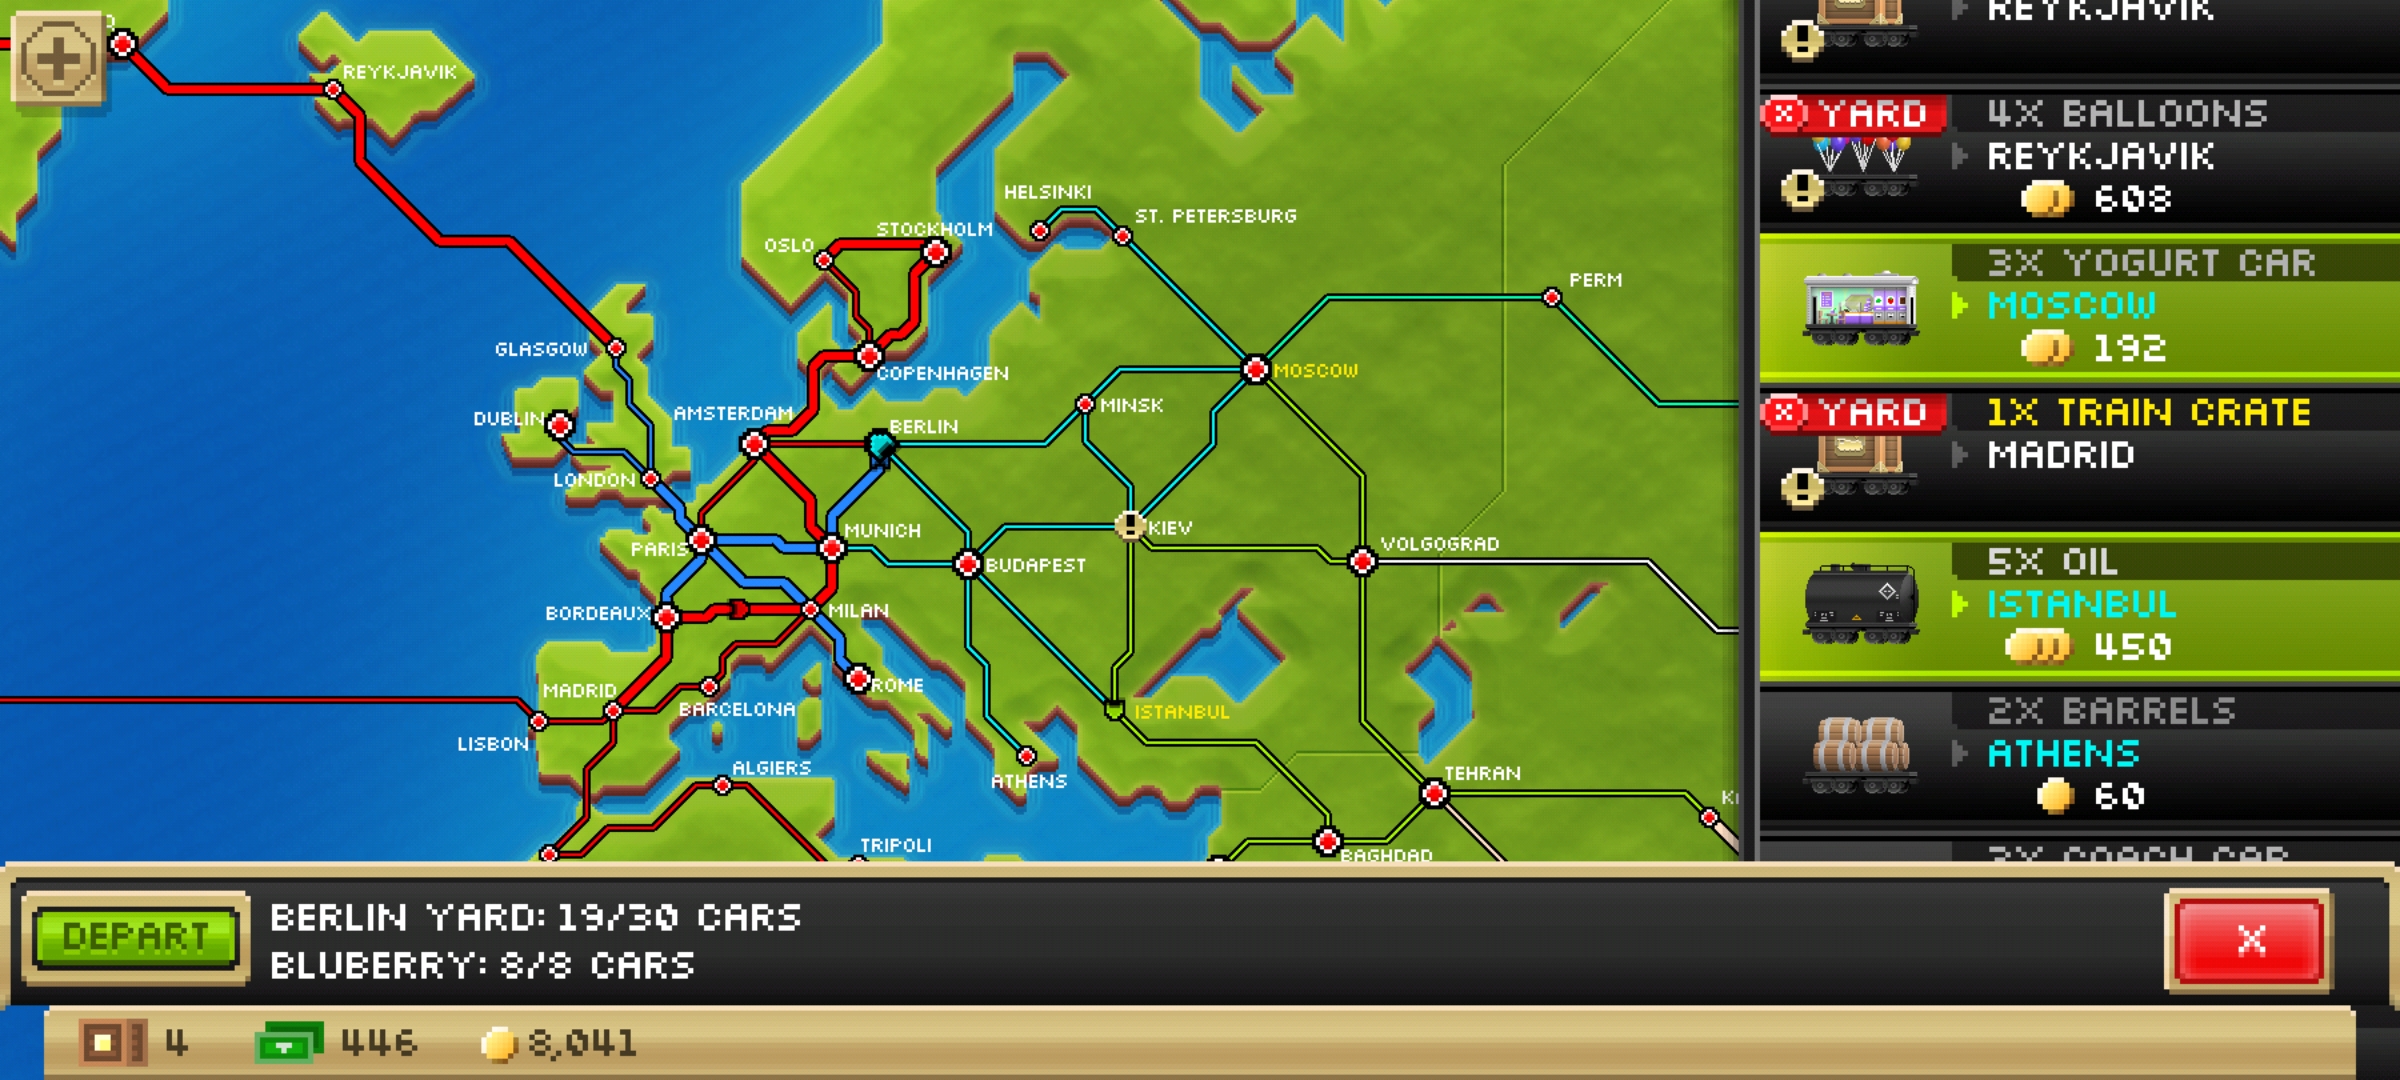 REYKJAVIK
HELSINKI
ST. PETERSBURG
STOCKHOLM
OSLO
PERM
GLASGOW
COPENHAGEN
MOSCOW
MINSK
AMSTERDAM
DUBLIN
BERLIN
LONDON
KIEV
MUNICH
VOLGOGRAD
PARIS
BUDAPEST
BORDEAUX
MILAN
MADRID
ROME
BARCELONA
ISTANBUL
LISBON
ALGIERS
ATHENS
TEHRAN
TRIPOLI
BAGHDAD
REYKJAVIK
YARD
4X BALLOONS
REYKJAVIK
608
3X YOGURT CAR
MOSCOW
192
YARD
1X TRAIN CRATE
MADRID
5X OIL
ISTANBUL
450
2X BARRELS
ATHENS
60
COACH CAR
DEPART
BERLIN YARD: 19/30 CARS
BLUBERRY: 8/8 CARS
X
4
446
8,041